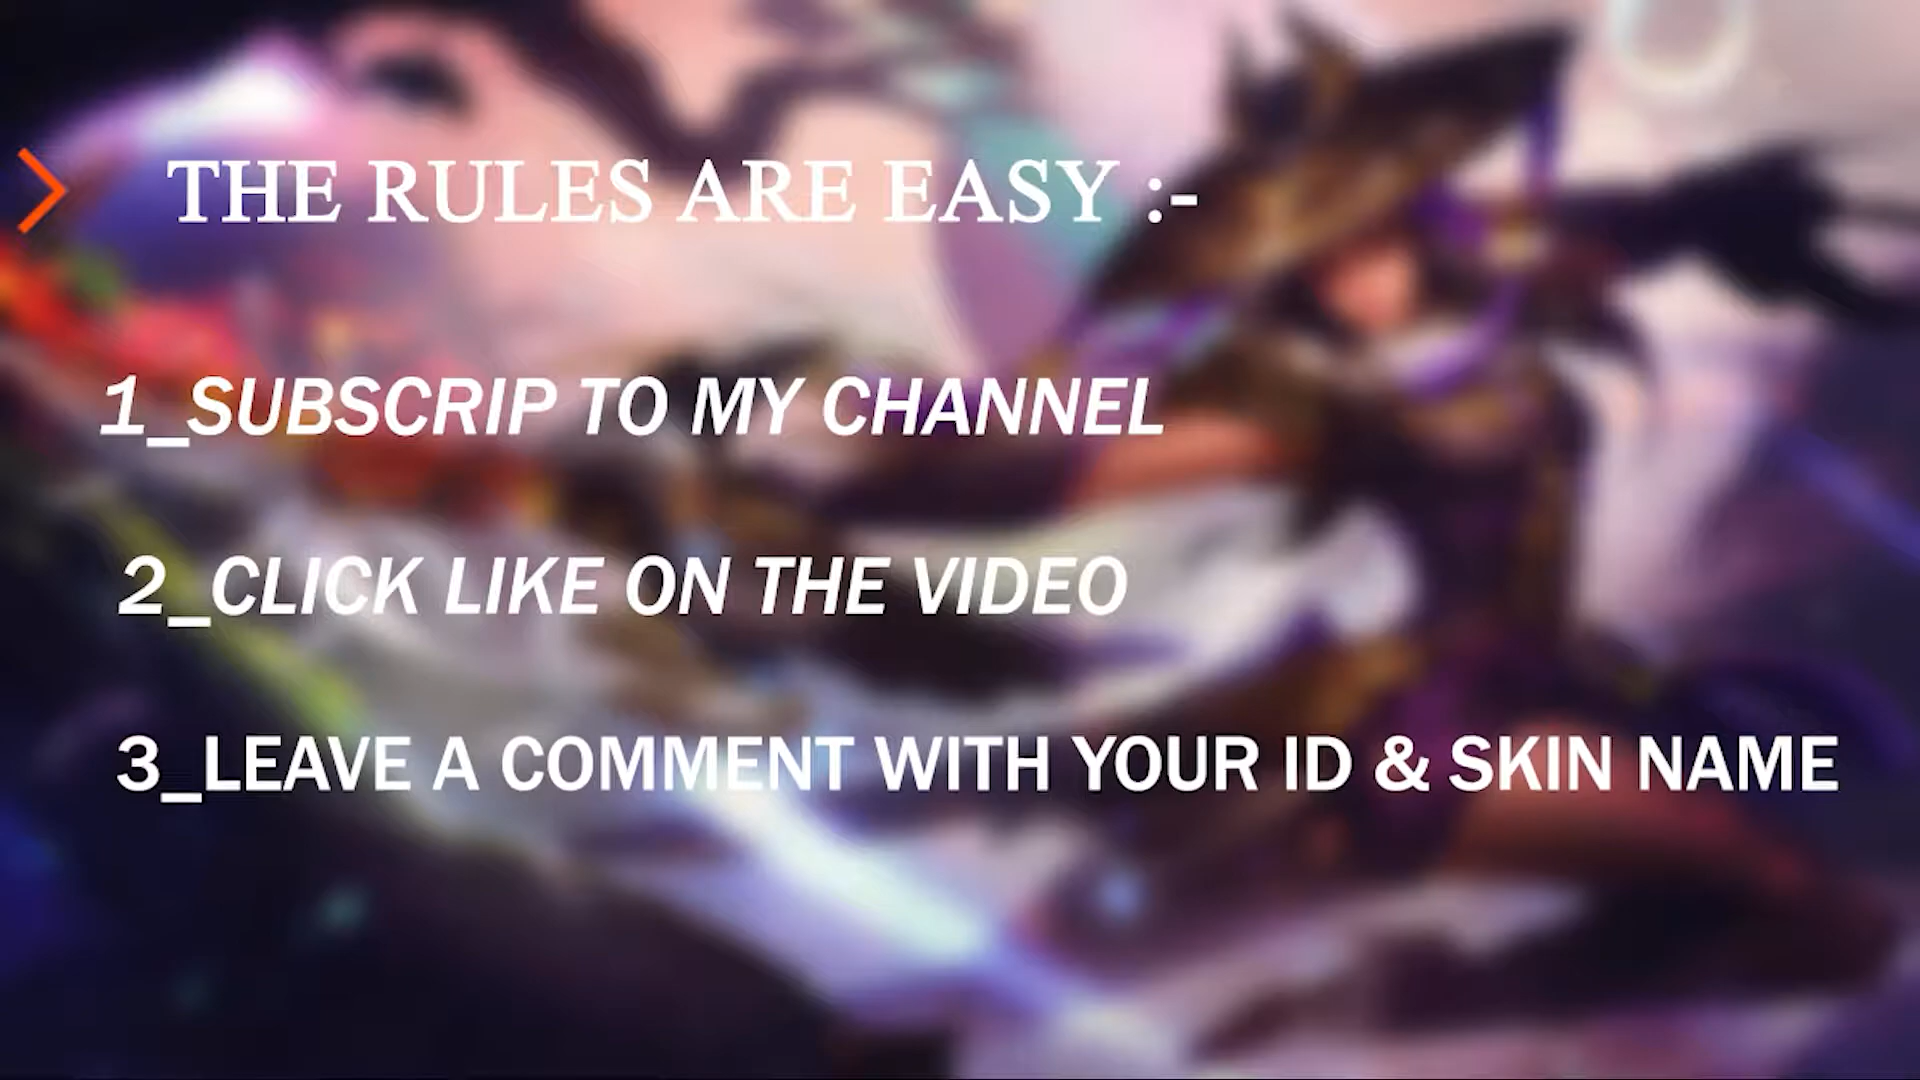 THE RULES ARE EASY :-
1_SUBSCRIP TO MY CHANNEL
2_CLICK LIKE ON THE VIDEO
3_LEAVE A COMMENT WITH YOUR ID & SKIN NAME